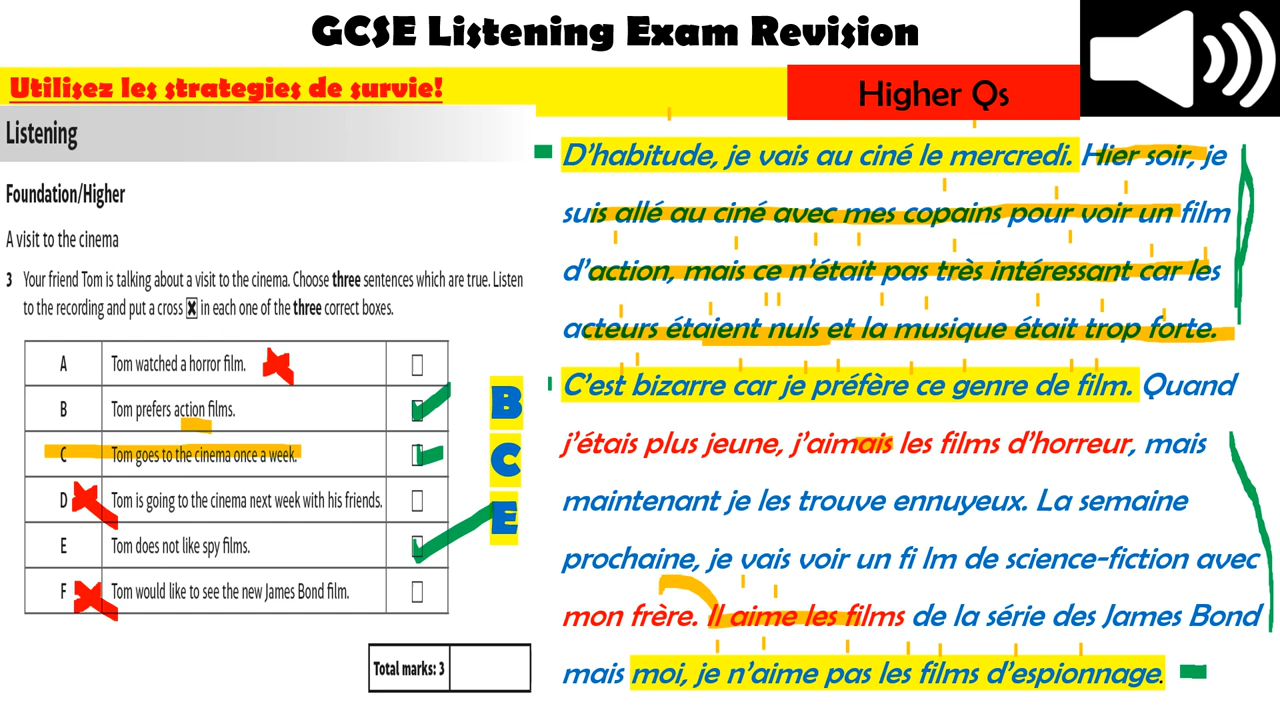 GCSE Listening Exam Revision
Utilisez les strategies de survie!
Higher Qs
Listening
Foundation/Higher
A visit to the cinema
3 Your friend Tom is talking about a visit to the cinema. Choose three sentences which are true. Listen
to the recording and put a cross ☒ in each one of the three correct boxes.
A Tom watched a horror film.
B Tom prefers action films.
C Tom goes to the cinema once a week.
D Tom is going to the cinema next week with his friends.
E Tom does not like spy films.
F Tom would like to see the new James Bond film.
Total marks: 3
B
C
E
D'habitude, je vais au ciné le mercredi. Hier soir, je
suis allé au ciné avec mes copains pour voir un film
d'action, mais ce n'était pas très intéressant car les
acteurs étaient nuls et la musique était trop forte.
C'est bizarre car je préfère ce genre de film. Quand
j'étais plus jeune, j'aimais les films d'horreur, mais
maintenant je les trouve ennuyeux. La semaine
prochaine, je vais voir un fi lm de science-fiction avec
mon frère. Il aime les films de la série des James Bond
mais moi, je n'aime pas les films d'espionnage.